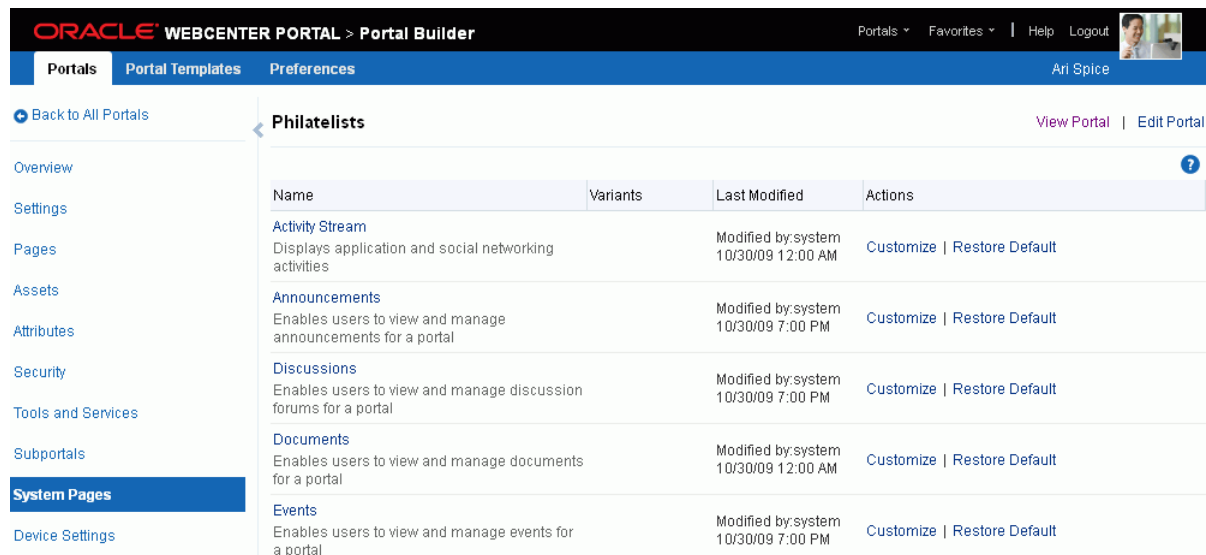 ORACLE WEBCENTER PORTAL > Portal Builder
Portals Favorites | Help Logout
Portals Portal Templates Preferences
Ari Spice
Back to All Portals
Philatelists
View Portal | Edit Portal
Overview
Settings
Pages
Assets
Attributes
Security
Tools and Services
Subportals
System Pages
Device Settings
?
Name Variants Last Modified Actions
Activity Stream
Displays application and social networking
activities
Modified by:system
10/30/09 12:00 AM
Customize | Restore Default
Announcements
Enables users to view and manage
announcements for a portal
Modified by:system
10/30/09 7:00 PM
Customize | Restore Default
Discussions
Enables users to view and manage discussion
forums for a portal
Modified by:system
10/30/09 7:00 PM
Customize | Restore Default
Documents
Enables users to view and manage documents
for a portal
Modified by:system
10/30/09 12:00 AM
Customize | Restore Default
Events
Enables users to view and manage events for
a portal
Modified by:system
10/30/09 7:00 PM
Customize | Restore Default